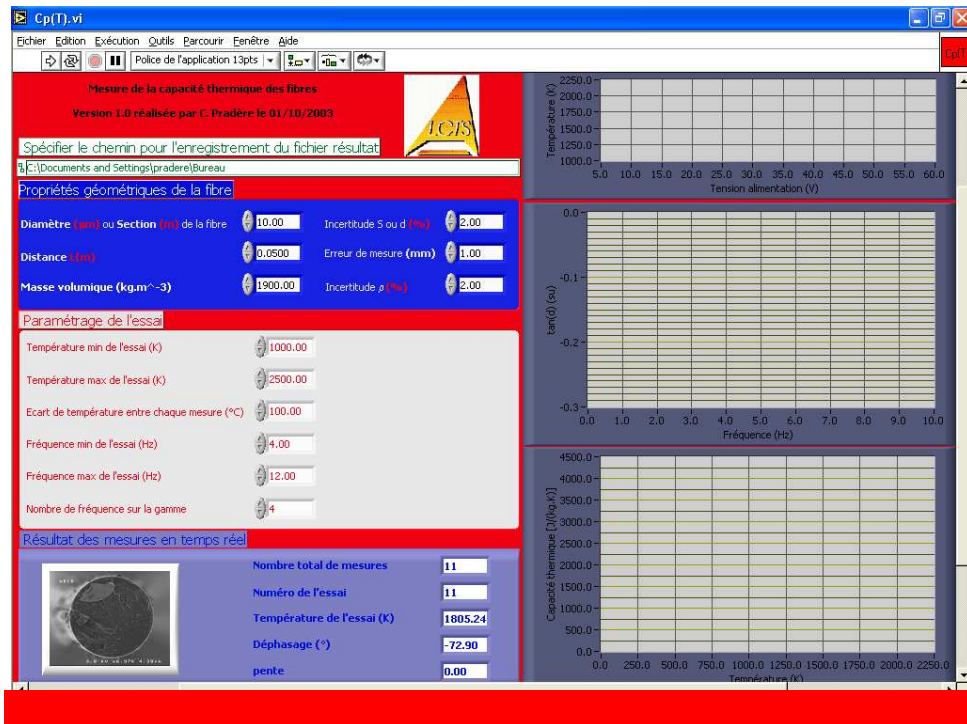 Cp(T).vi
Fichier Edition Exécution Outils Parcourir Fenêtre Aide
Police de l'application 13pts
Cp(T
Mesure de la capacité thermique des fibres
Version 1.0 réalisée par C. Pradère le 01/10/2003
LCTS
Spécifier le chemin pour l'enregistrement du fichier résultat
C:\Documents and Settings\pradere\Bureau
Propriétés géométriques de la fibre
Diamètre (µm) ou Section (m) de la fibre 10.00 Incertitude S ou d (%) 2.00
Distance l(m) 0.0500 Erreur de mesure (mm) 1.00
Masse volumique (kg.m^-3) 1900.00 Incertitude ρ (%) 2.00
Paramétrage de l'essai
Température min de l'essai (K) 1000.00
Température max de l'essai (K) 2500.00
Ecart de température entre chaque mesure (°C) 100.00
Fréquence min de l'essai (Hz) 4.00
Fréquence max de l'essai (Hz) 12.00
Nombre de fréquence sur la gamme 4
Résultat des mesures en temps réel
Nombre total de mesures 11
Numéro de l'essai 11
Température de l'essai (K) 1805.24
Déphasage (°) -72.90
pente 0.00
Température (K)
2250.0
2000.0
1750.0
1500.0
1250.0
1000.0
5.0 10.0 15.0 20.0 25.0 30.0 35.0 40.0 45.0 50.0 55.0 60.0
Tension alimentation (V)
tan(d) (su)
0.0
-0.1
-0.2
-0.3
0.0 1.0 2.0 3.0 4.0 5.0 6.0 7.0 8.0 9.0 10.0
Fréquence (Hz)
Capacité thermique [J/(kg.K)]
4500.0
4000.0
3500.0
3000.0
2500.0
2000.0
1500.0
1000.0
500.0
0.0
0.0 250.0 500.0 750.0 1000.0 1250.0 1500.0 1750.0 2000.0 2250.0
Température (K)